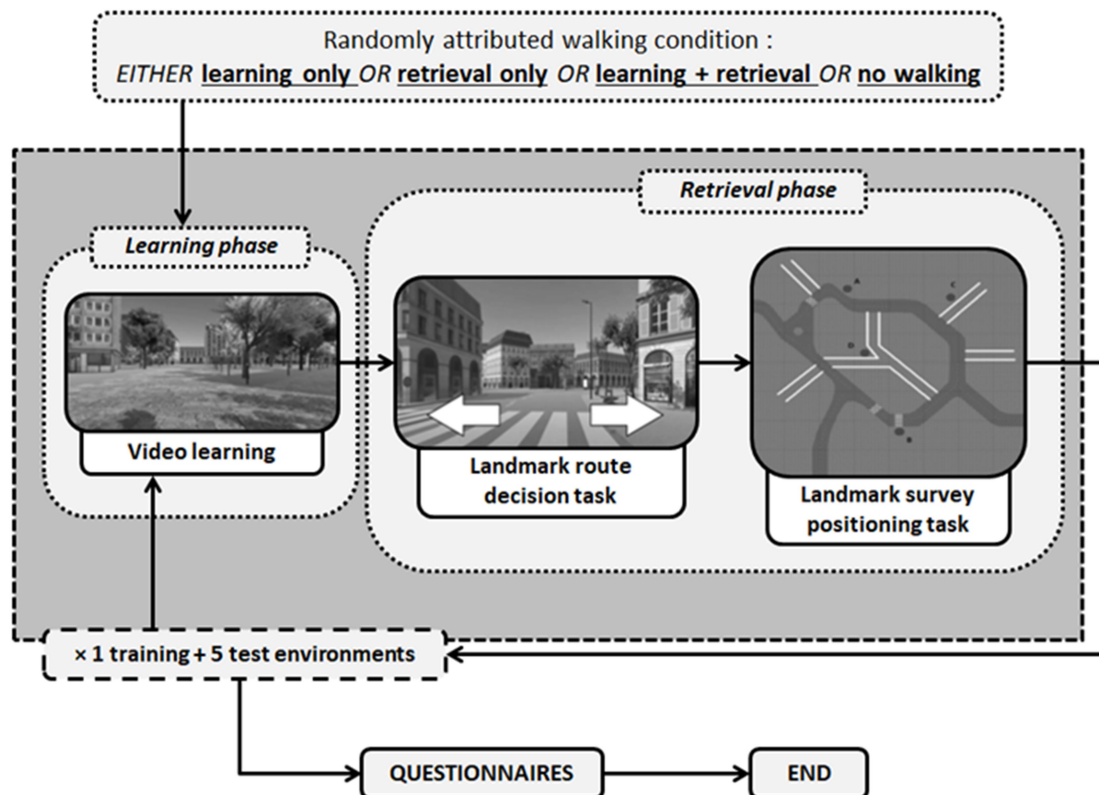 Randomly attributed walking condition :
EITHER learning only OR retrieval only OR learning + retrieval OR no walking
Retrieval phase
Learning phase
A
C
D
B
Video learning
Landmark route
decision task
Landmark survey
positioning task
× 1 training + 5 test environments
QUESTIONNAIRES
END